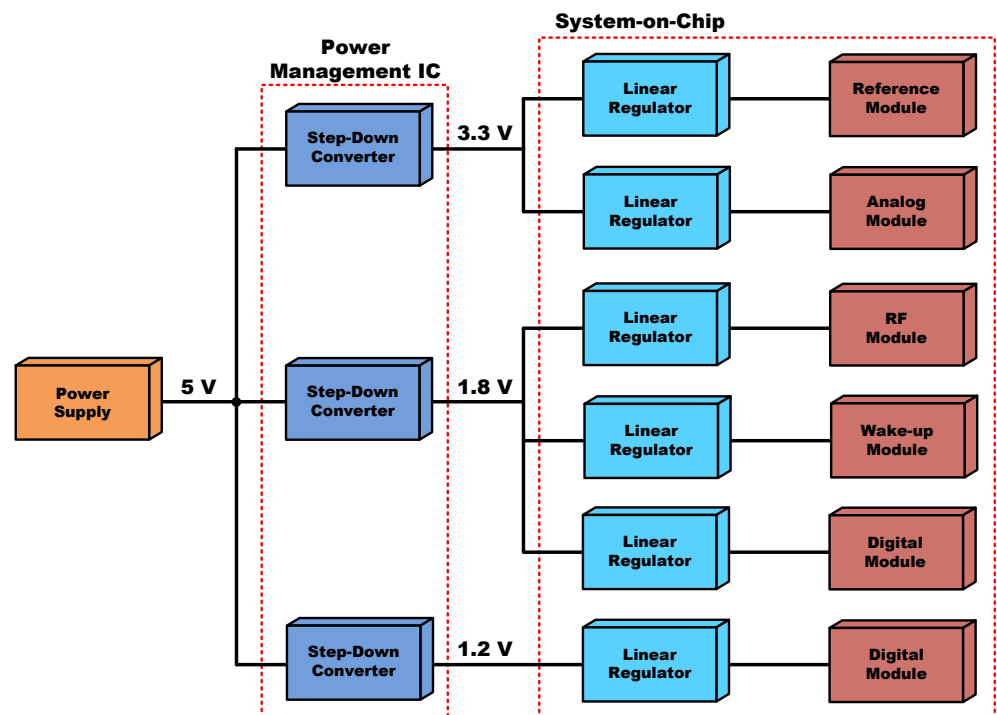 System-on-Chip
Power
Management IC
Linear
Regulator
Reference
Module
Step-Down
Converter
3.3 V
Linear
Regulator
Analog
Module
Linear
Regulator
RF
Module
Power
Supply
5 V
Step-Down
Converter
1.8 V
Linear
Regulator
Wake-up
Module
Linear
Regulator
Digital
Module
Step-Down
Converter
1.2 V
Linear
Regulator
Digital
Module